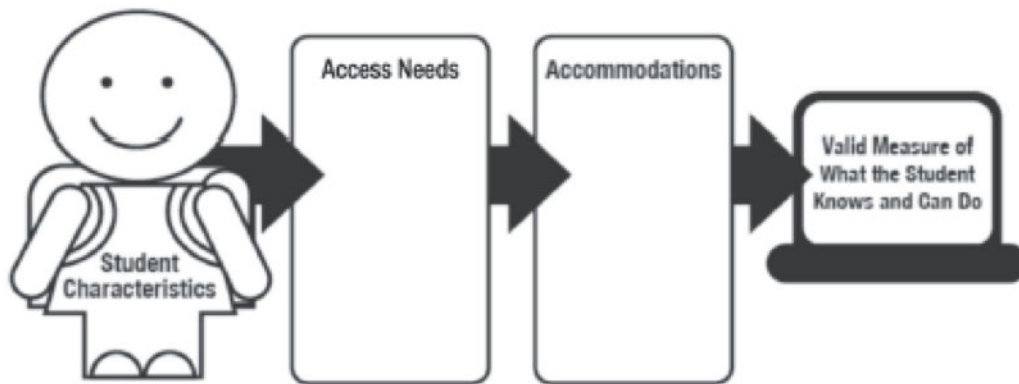 Student
Characteristics
Access Needs
Accommodations
Valid Measure of
What the Student
Knows and Can Do